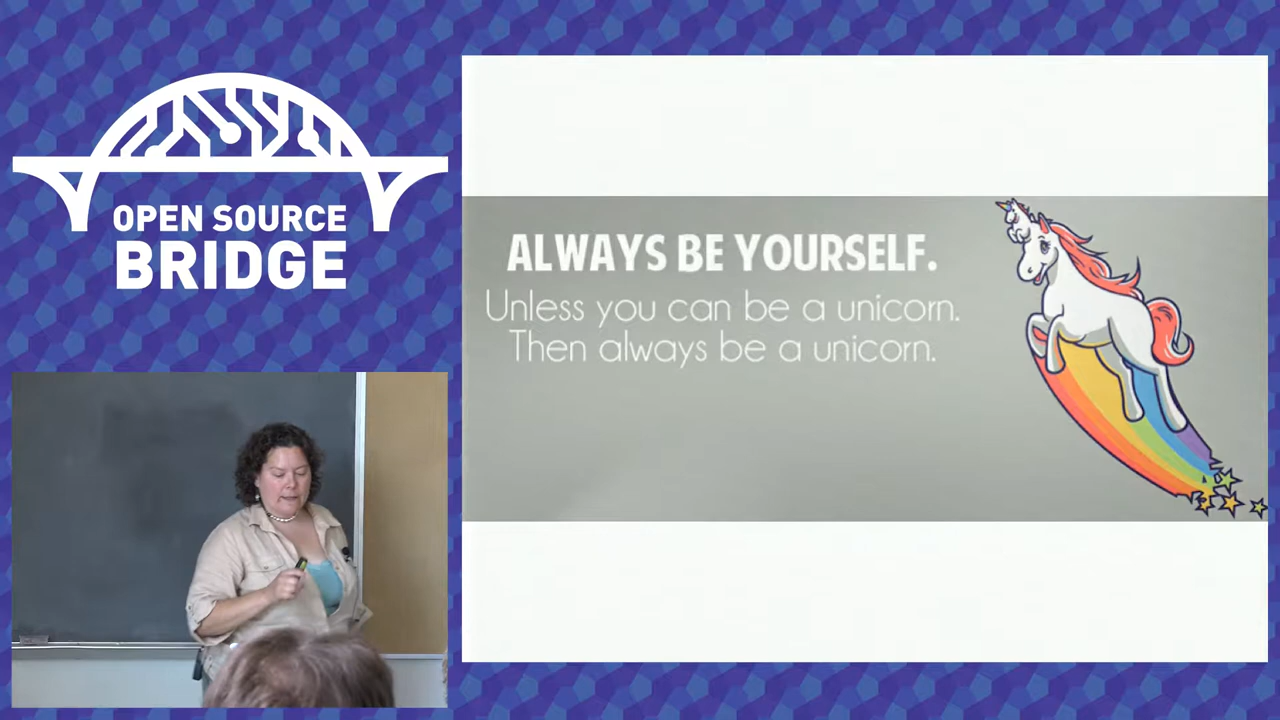 OPEN SOURCE
BRIDGE
ALWAYS BE YOURSELF.
Unless you can be a unicorn.
Then always be a unicorn.